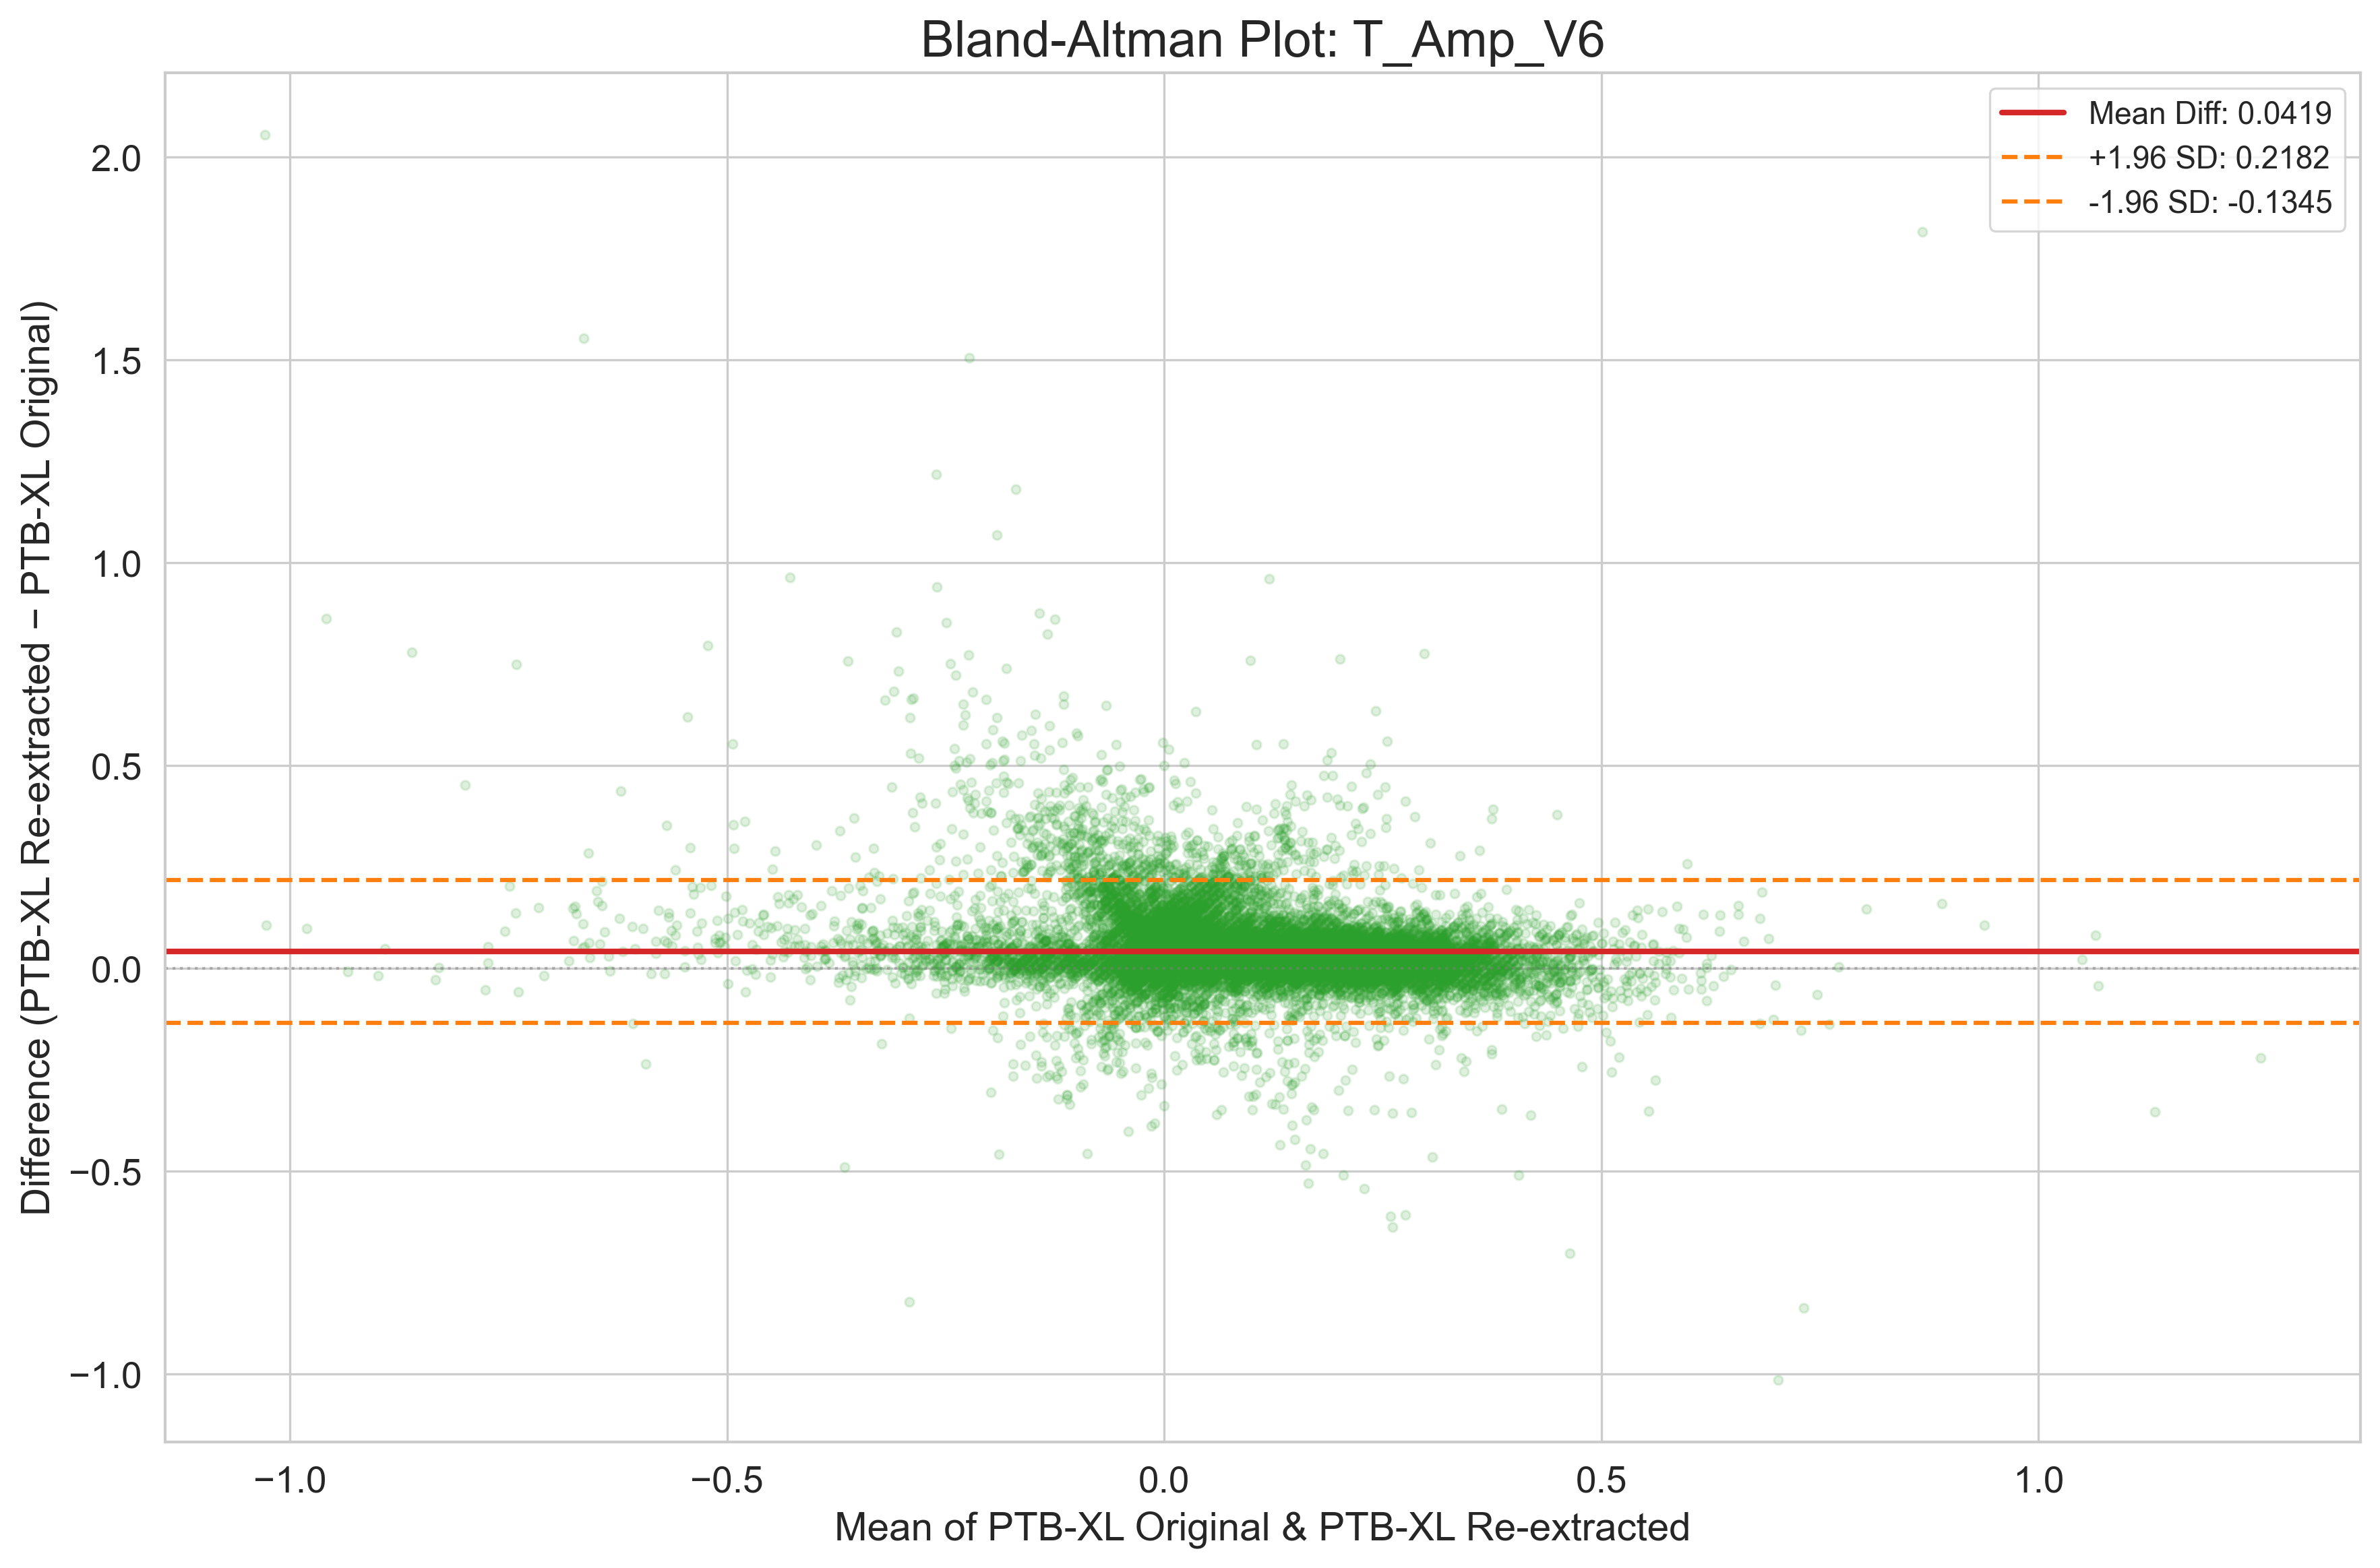 Bland-Altman Plot: T_Amp_V6
Mean Diff: 0.0419
+1.96 SD: 0.2182
-1.96 SD: -0.1345
Difference (PTB-XL Re-extracted − PTB-XL Original)
2.0
1.5
1.0
0.5
0.0
−0.5
−1.0
−1.0
−0.5
0.0
0.5
1.0
Mean of PTB-XL Original & PTB-XL Re-extracted